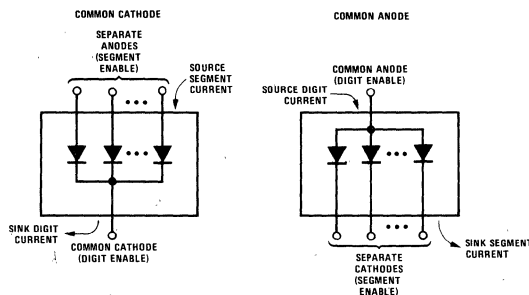 COMMON CATHODE
SEPARATE
ANODES
(SEGMENT
ENABLE)
SOURCE
SEGMENT
CURRENT
SINK DIGIT
CURRENT
COMMON CATHODE
(DIGIT ENABLE)
COMMON ANODE
COMMON ANODE
(DIGIT ENABLE)
SOURCE DIGIT
CURRENT
SINK SEGMENT
CURRENT
SEPARATE
CATHODES
(SEGMENT
ENABLE)